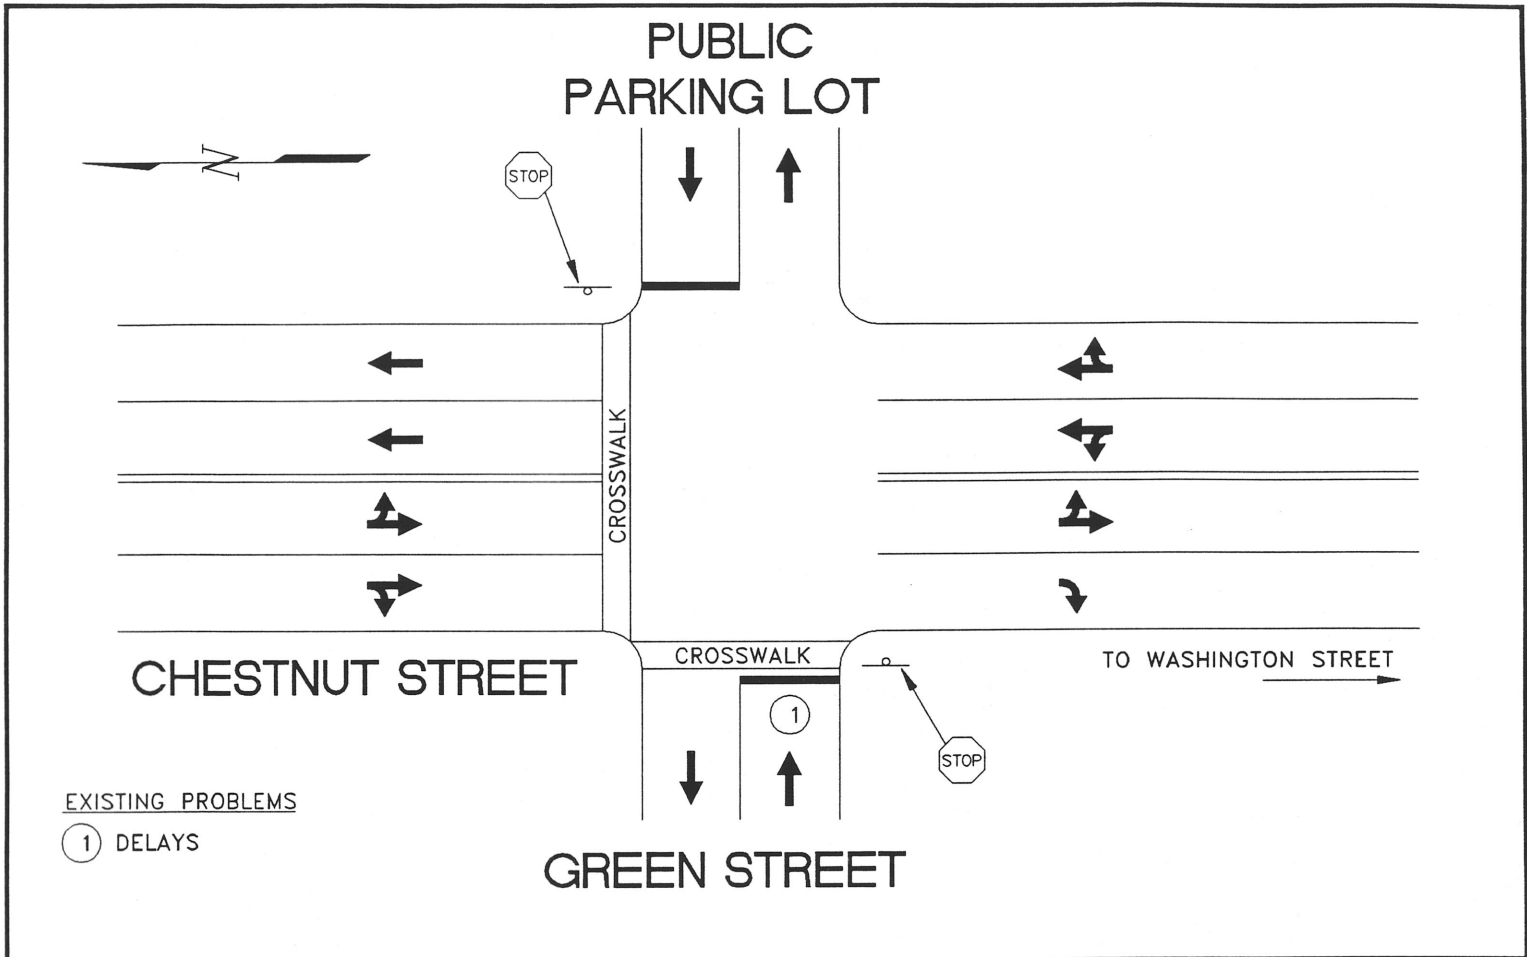 PUBLIC
PARKING LOT
N
STOP
CROSSWALK
CROSSWALK
CHESTNUT STREET
TO WASHINGTON STREET
1
STOP
EXISTING PROBLEMS
1 DELAYS
GREEN STREET